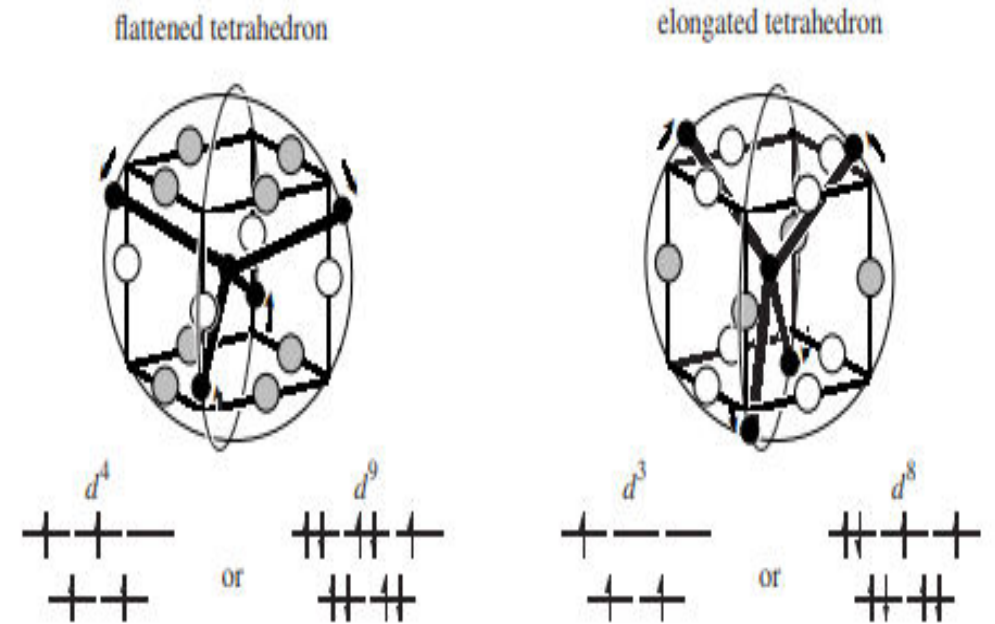 flattened tetrahedron
elongated tetrahedron
d⁴
d⁹
d³
d⁸
or
or